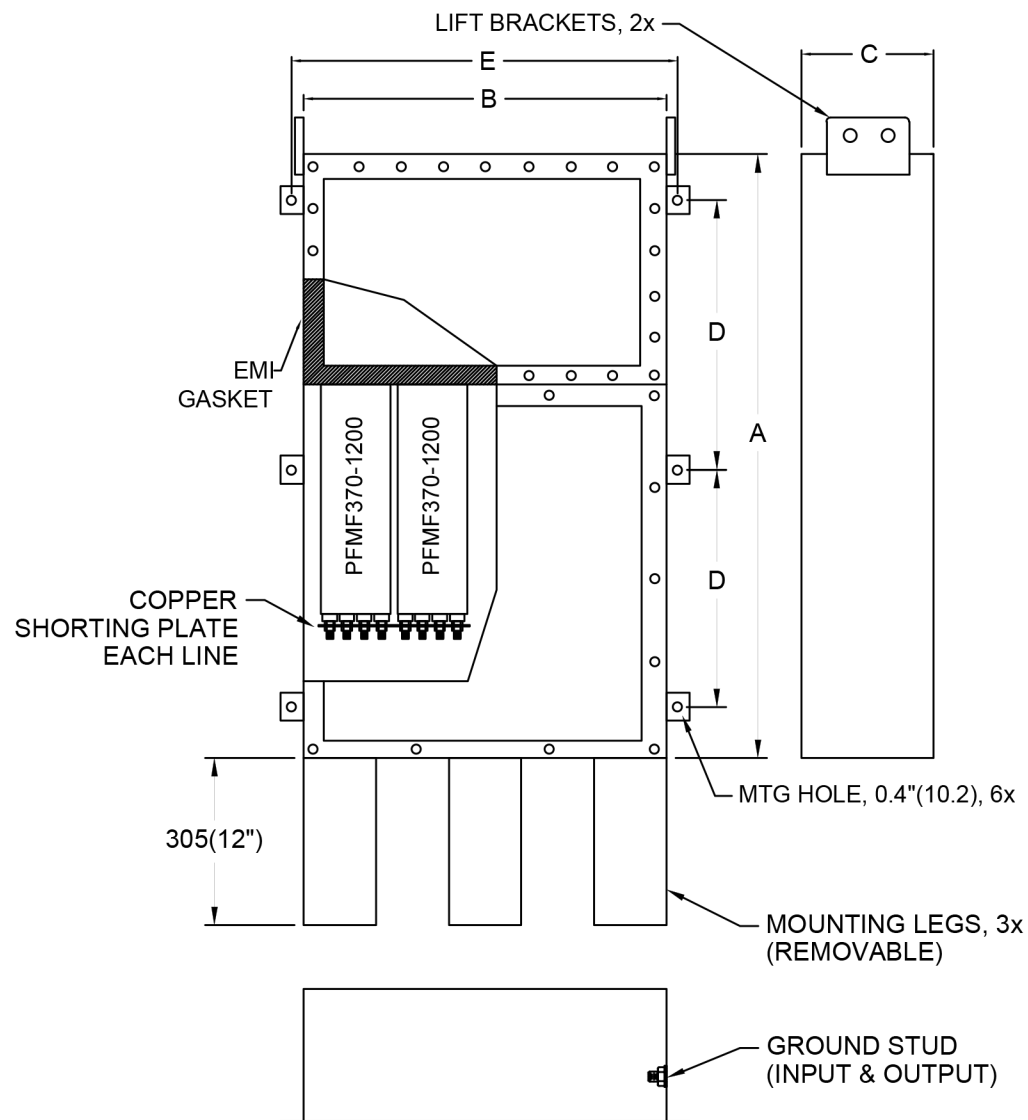 LIFT BRACKETS, 2x
E
C
B
EMI
GASKET
D
A
PFMF370-1200
PFMF370-1200
D
COPPER
SHORTING PLATE
EACH LINE
MTG HOLE, 0.4"(10.2), 6x
305(12")
MOUNTING LEGS, 3x
(REMOVABLE)
GROUND STUD
(INPUT & OUTPUT)